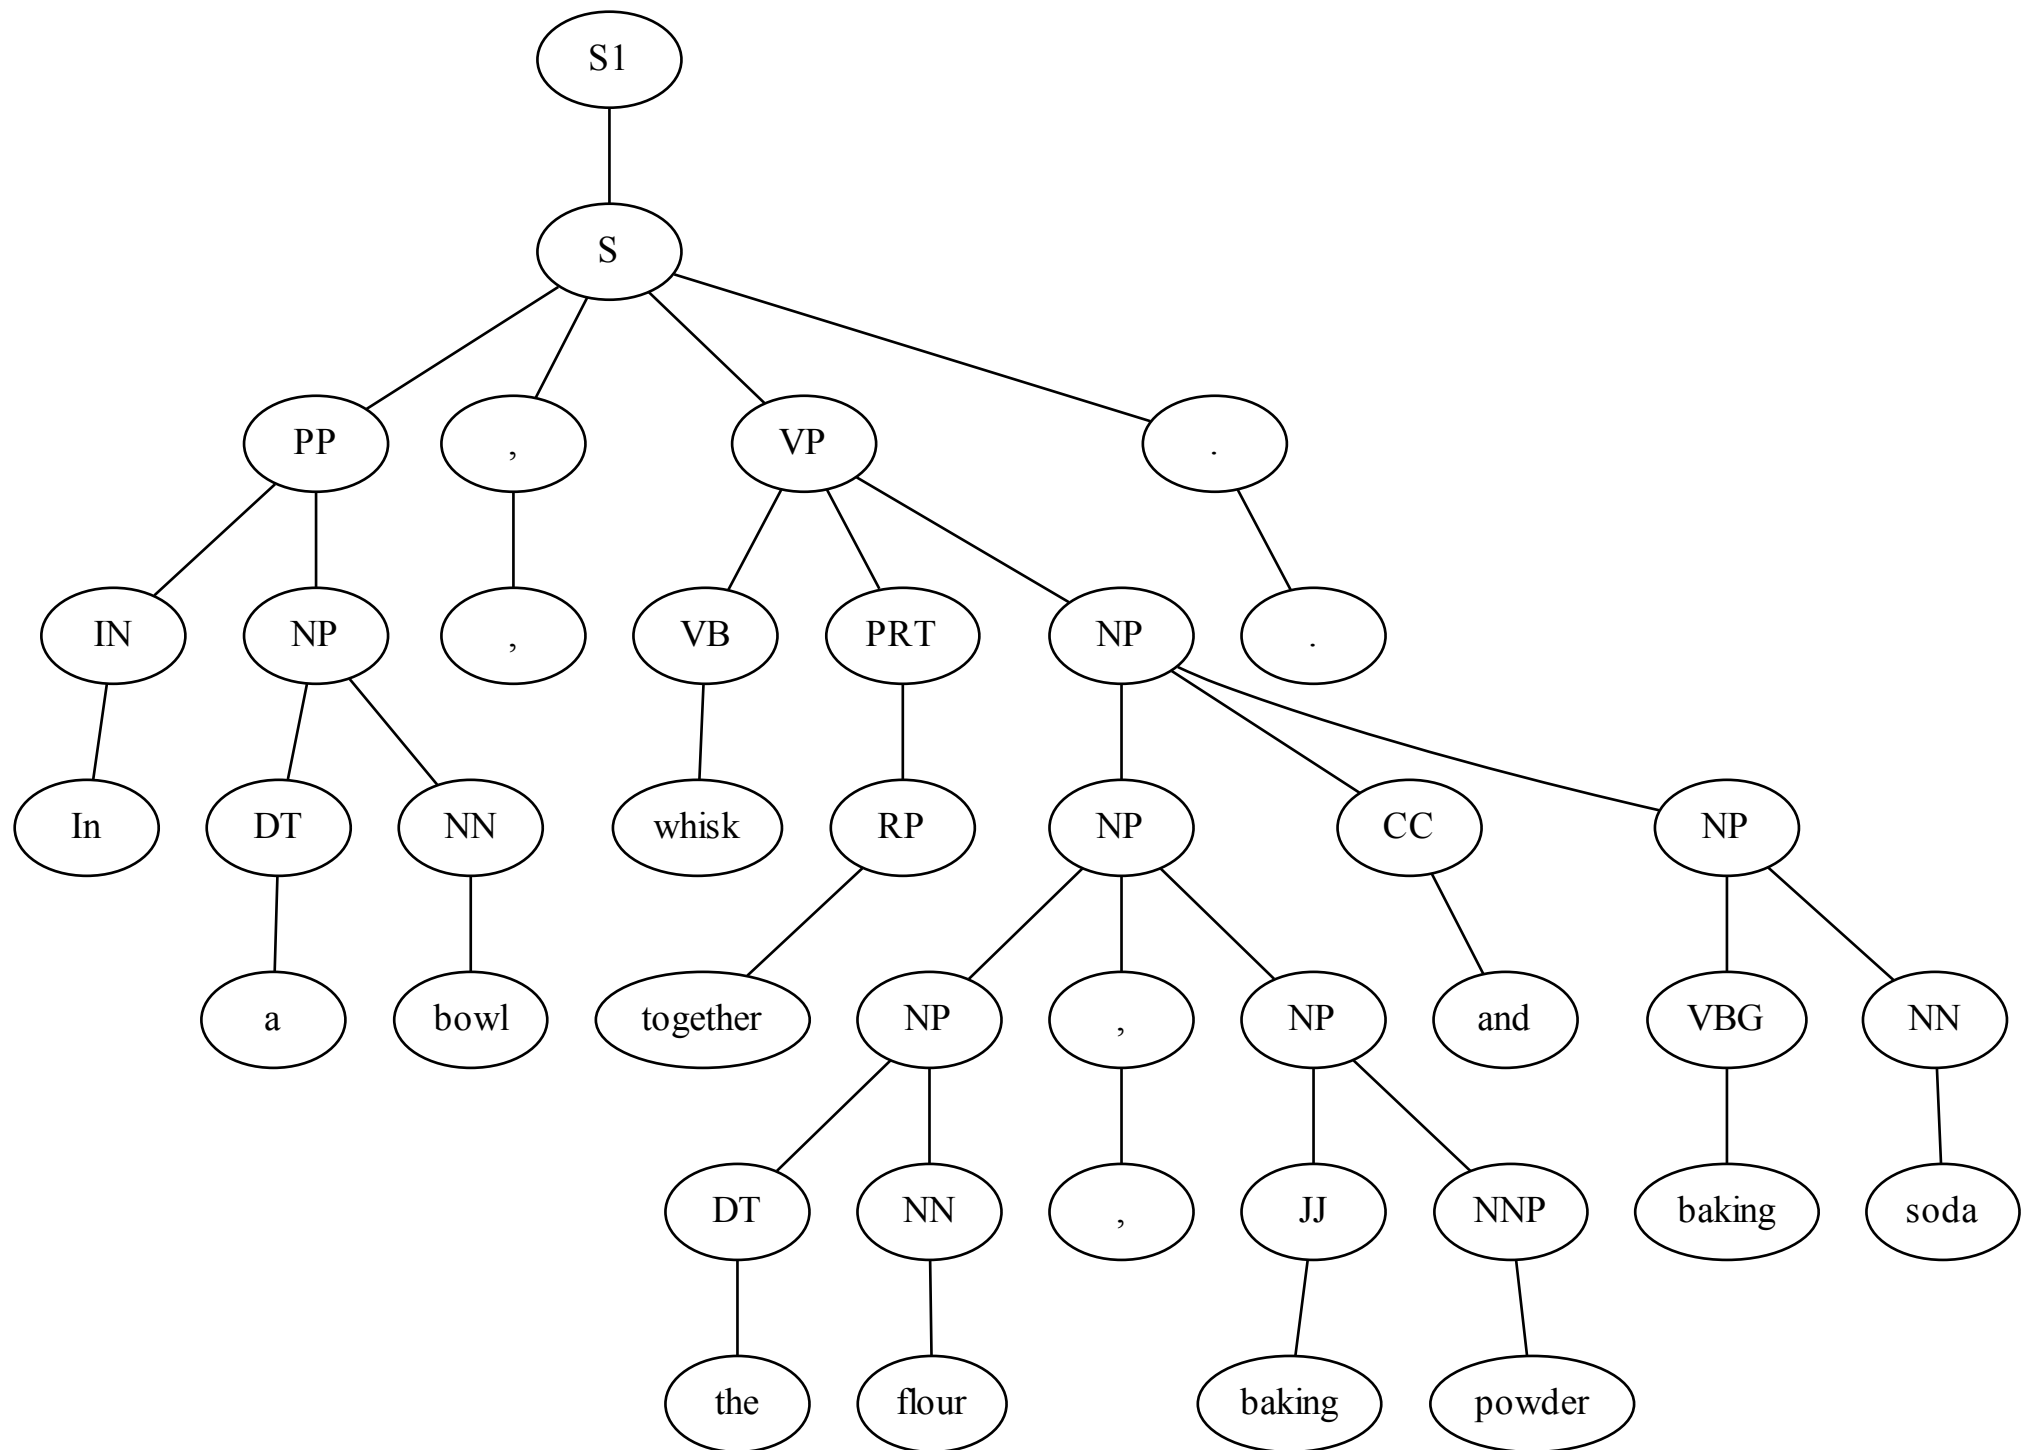 S1
S
PP , VP .
IN NP , VB PRT NP .
In DT NN whisk RP NP CC NP
a bowl together NP , NP and VBG NN
DT NN , JJ NNP baking soda
the flour baking powder